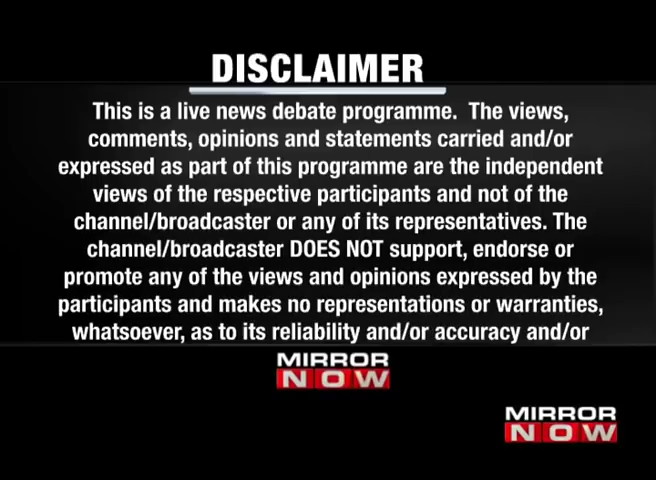 DISCLAIMER
This is a live news debate programme. The views,
comments, opinions and statements carried and/or
expressed as part of this programme are the independent
views of the respective participants and not of the
channel/broadcaster or any of its representatives. The
channel/broadcaster DOES NOT support, endorse or
promote any of the views and opinions expressed by the
participants and makes no representations or warranties,
whatsoever, as to its reliability and/or accuracy and/or
MIRROR
NOW
MIRROR
NOW